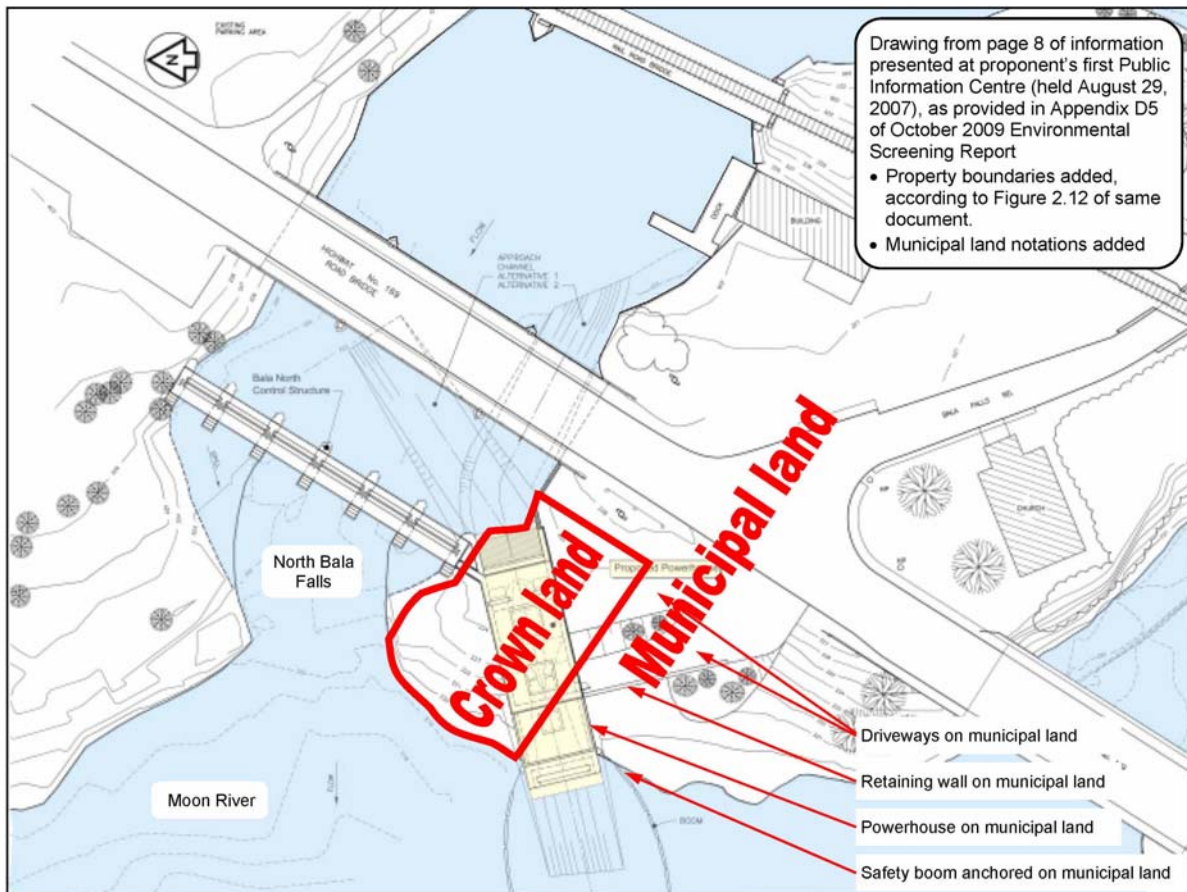 EXISTING
PARKING AREA
N
RAIL ROAD BRIDGE
Drawing from page 8 of information
presented at proponent's first Public
Information Centre (held August 29,
2007), as provided in Appendix D5
of October 2009 Environmental
Screening Report
• Property boundaries added,
according to Figure 2.12 of same
document.
• Municipal land notations added
DOCK
BUILDING
FLOW
HIGHWAY No. 169
ROAD BRIDGE
APPROACH
CHANNEL
ALTERNATIVE 1
ALTERNATIVE 2
Bala North
Control Structure
BALA FALLS RD.
CHURCH
North Bala
Falls
Crown land
Municipal land
Moon River
FLOW
BOOM
Driveways on municipal land
Retaining wall on municipal land
Powerhouse on municipal land
Safety boom anchored on municipal land